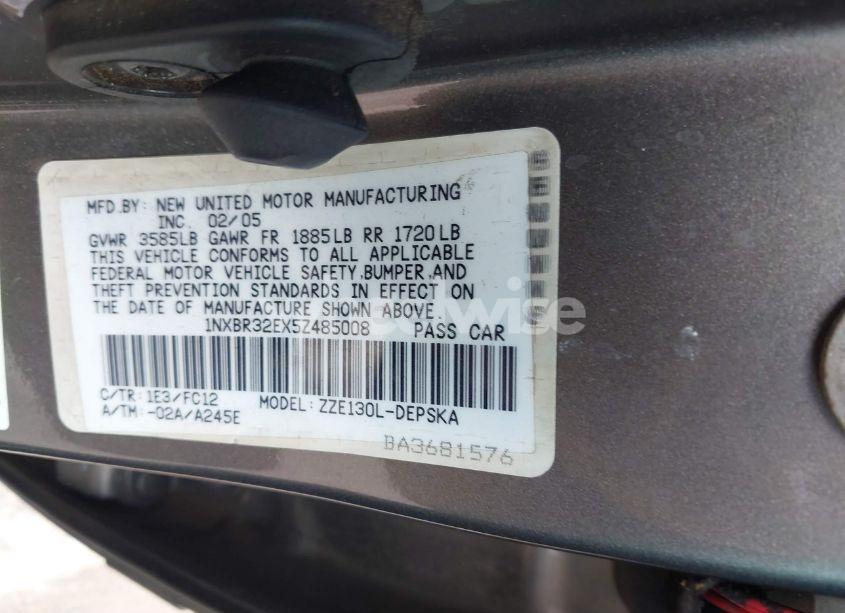 MFD.BY: NEW UNITED MOTOR MANUFACTURING
INC. 02/05
GVWR 3585LB GAWR FR 1885LB RR 1720LB
THIS VEHICLE CONFORMS TO ALL APPLICABLE
FEDERAL MOTOR VEHICLE SAFETY,BUMPER,AND
THEFT PREVENTION STANDARDS IN EFFECT ON
THE DATE OF MANUFACTURE SHOWN ABOVE.
1NXBR32EX5Z485008 PASS CAR
C/TR: 1E3/FC12 MODEL: ZZE130L-DEPSKA
A/TM: -02A/A245E
BA3681576